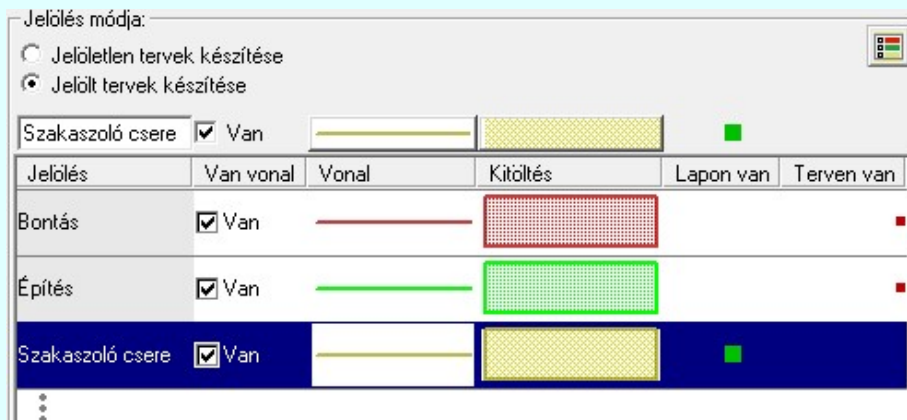 Jelölés módja:
Jelöletlen tervek készítése
Jelölt tervek készítése
Szakaszoló csere Van
Jelölés Van vonal Vonal Kitöltés Lapon van Terven van
Bontás Van
Építés Van
Szakaszoló csere Van